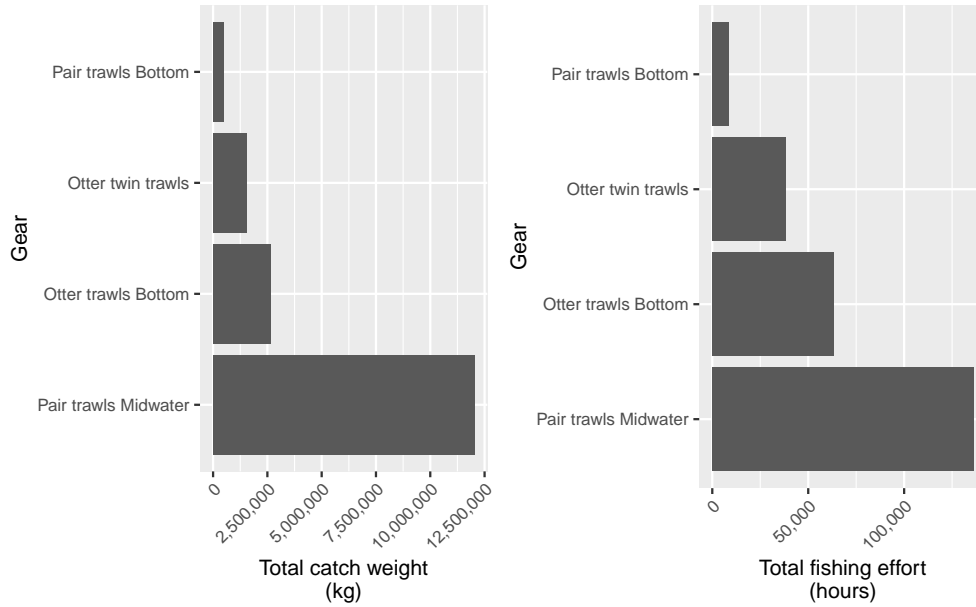 Gear
Pair trawls Bottom
Otter twin trawls
Otter trawls Bottom
Pair trawls Midwater
0
2,500,000
5,000,000
7,500,000
10,000,000
12,500,000
Total catch weight
(kg)
Gear
Pair trawls Bottom
Otter twin trawls
Otter trawls Bottom
Pair trawls Midwater
0
50,000
100,000
Total fishing effort
(hours)